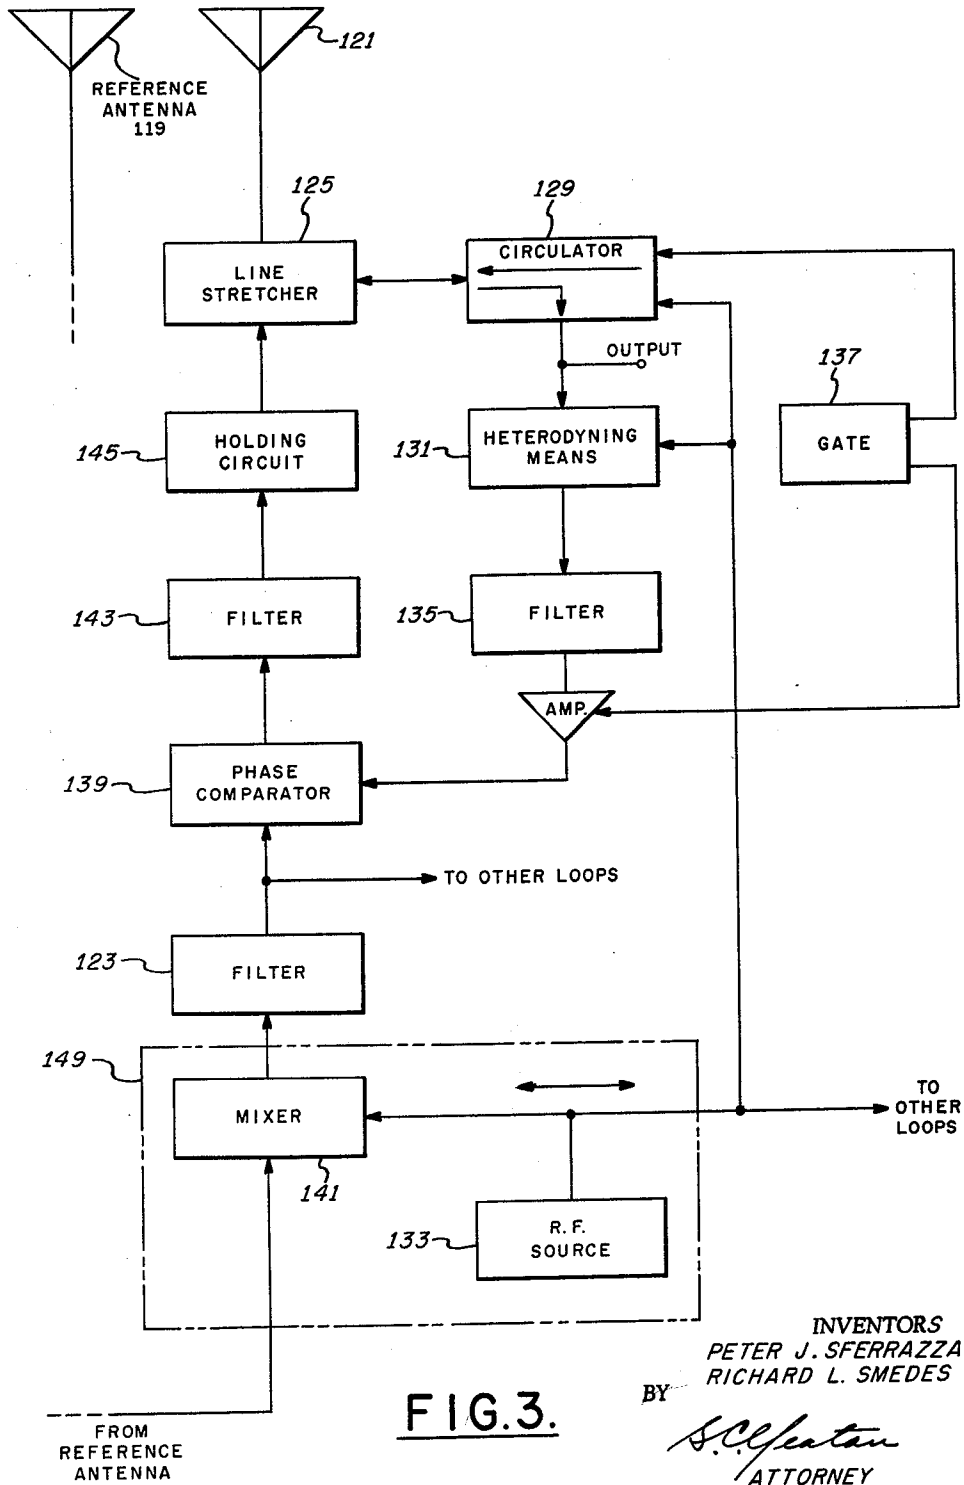 121
REFERENCE
ANTENNA
119
125
129
LINE
STRETCHER
CIRCULATOR
OUTPUT
137
145
HOLDING
CIRCUIT
131
HETERODYNING
MEANS
GATE
143
FILTER
135
FILTER
AMP.
139
PHASE
COMPARATOR
TO OTHER LOOPS
123
FILTER
149
MIXER
141
TO
OTHER
LOOPS
133
R.F.
SOURCE
INVENTORS
PETER J. SFERRAZZA
RICHARD L. SMEDES
BY
S.C. Yeaton
ATTORNEY
FIG.3.
FROM
REFERENCE
ANTENNA